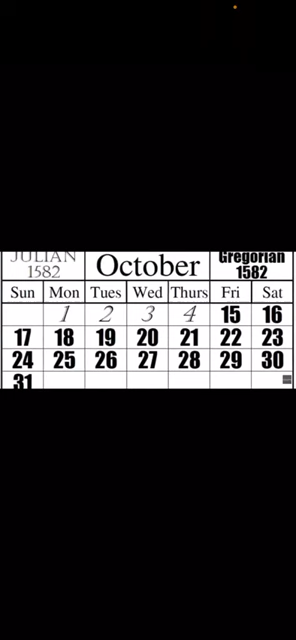 JULIAN 1582 October Gregorian 1582
Sun Mon Tues Wed Thurs Fri Sat
1 2 3 4 15 16
17 18 19 20 21 22 23
24 25 26 27 28 29 30
31